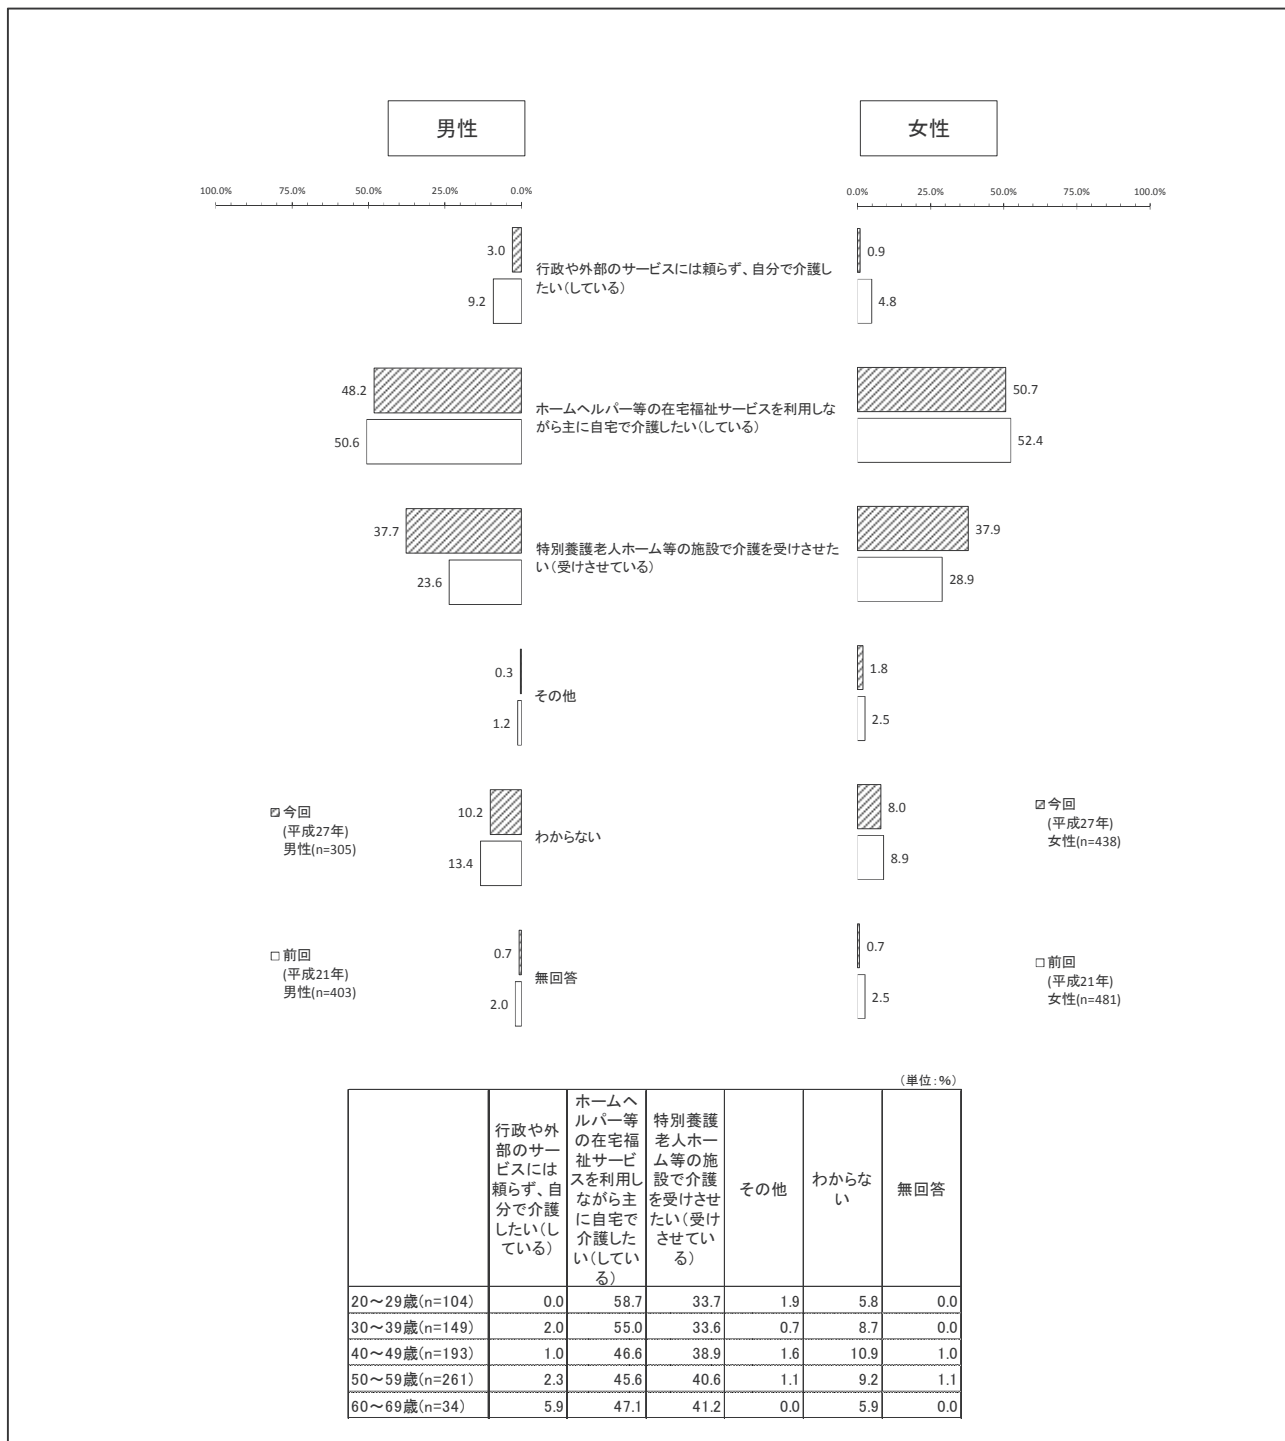 男性
女性
100.0% 75.0% 50.0% 25.0% 0.0%
0.0% 25.0% 50.0% 75.0% 100.0%
3.0
9.2
行政や外部のサービスには頼らず、自分で介護し
たい(している)
0.9
4.8
48.2
50.6
ホームヘルパー等の在宅福祉サービスを利用しな
がら主に自宅で介護したい(している)
50.7
52.4
37.7
23.6
特別養護老人ホーム等の施設で介護を受けさせた
い(受けさせている)
37.9
28.9
0.3
1.2
その他
1.8
2.5
今回
(平成27年)
男性(n=305)
10.2
13.4
わからない
8.0
8.9
今回
(平成27年)
女性(n=438)
前回
(平成21年)
男性(n=403)
0.7
2.0
無回答
0.7
2.5
前回
(平成21年)
女性(n=481)
(単位:%)
行政や外
部のサー
ビスには
頼らず、自
分で介護
したい(し
ている)
ホームヘ
ルパー等
の在宅福
祉サービ
スを利用し
ながら主
に自宅で
介護した
い(してい
る)
特別養護
老人ホー
ム等の施
設で介護
を受けさせ
たい(受け
させてい
る)
その他
わからな
い
無回答
20～29歳(n=104) 0.0 58.7 33.7 1.9 5.8 0.0
30～39歳(n=149) 2.0 55.0 33.6 0.7 8.7 0.0
40～49歳(n=193) 1.0 46.6 38.9 1.6 10.9 1.0
50～59歳(n=261) 2.3 45.6 40.6 1.1 9.2 1.1
60～69歳(n=34) 5.9 47.1 41.2 0.0 5.9 0.0